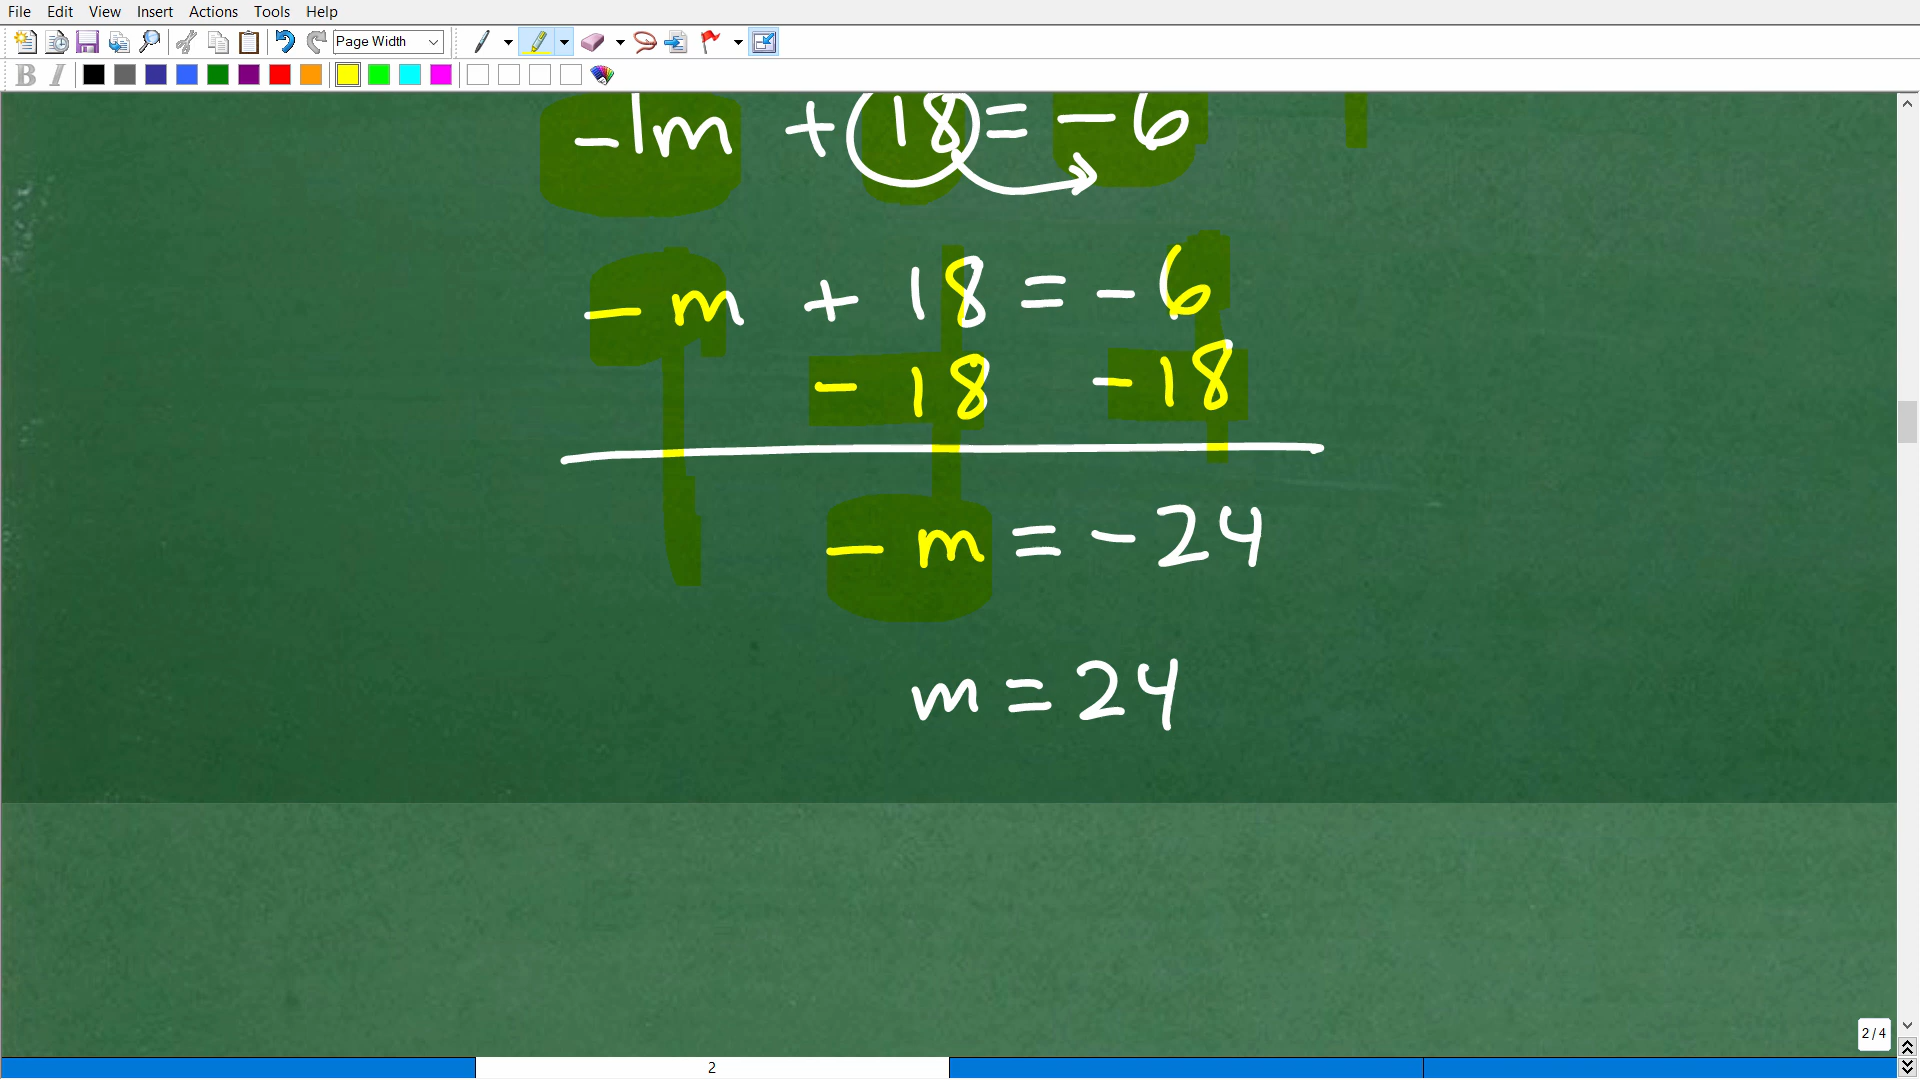 File Edit View Insert Actions Tools Help
Page Width
B I
-1m + 18 = -6
-m + 18 = -6
- 18 -18
-m = -24
m = 24
2 / 4
2